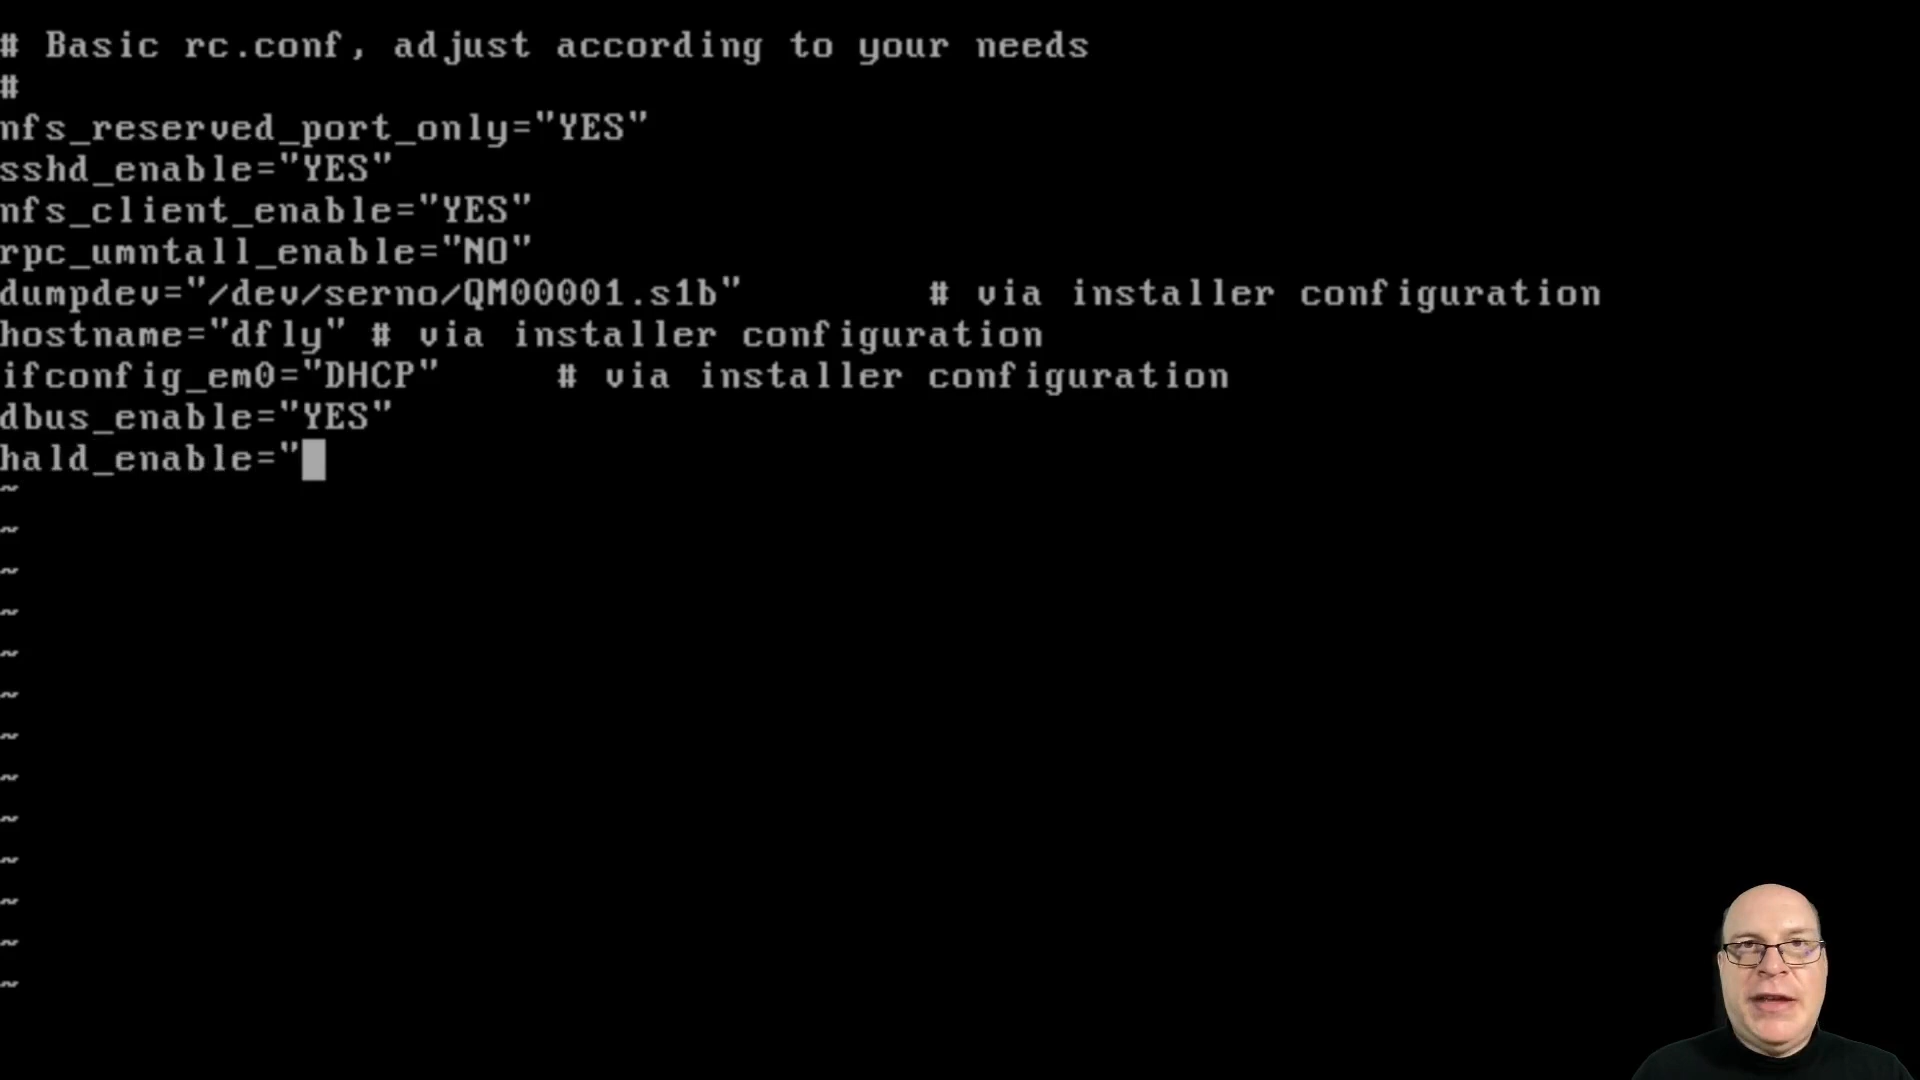 # Basic rc.conf, adjust according to your needs
#
nfs_reserved_port_only="YES"
sshd_enable="YES"
nfs_client_enable="YES"
rpc_umntall_enable="NO"
dumpdev="/dev/serno/QM00001.s1b"        # via installer configuration
hostname="dfly" # via installer configuration
ifconfig_em0="DHCP"     # via installer configuration
dbus_enable="YES"
hald_enable="
~
~
~
~
~
~
~
~
~
~
~
~
~